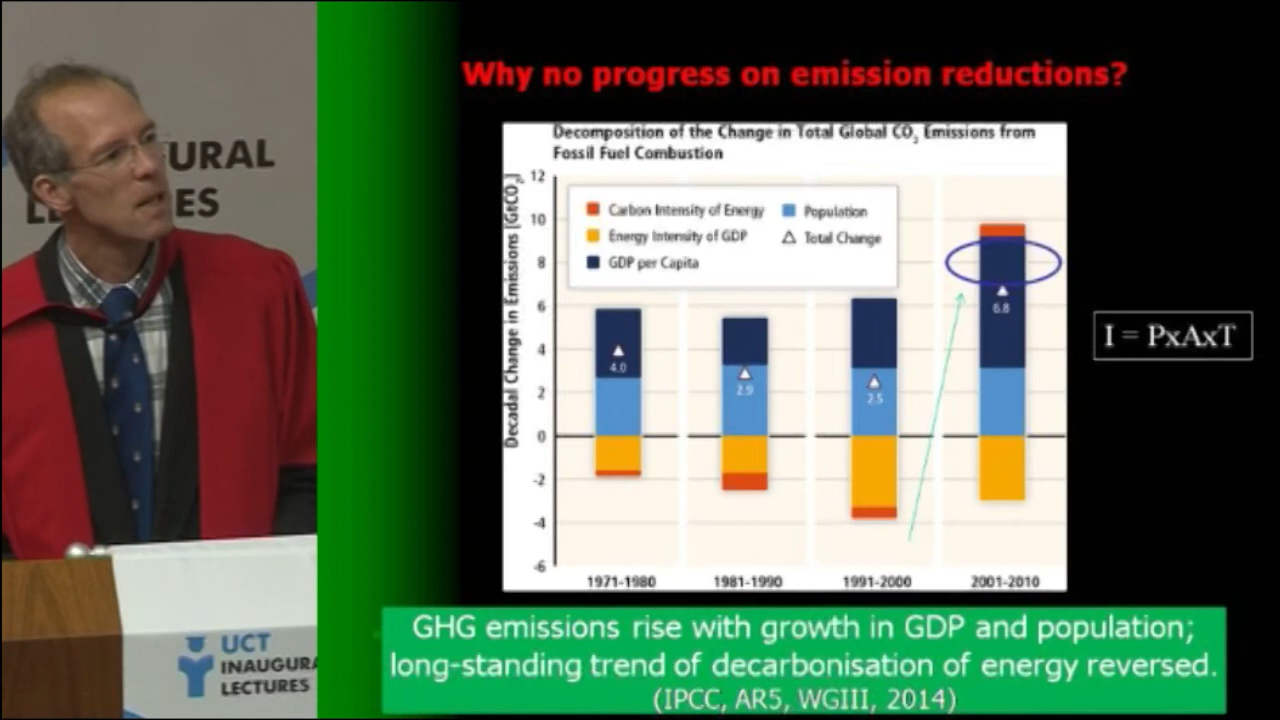 URAL
LE ES
UCT
INAUGURA
LECTURES
Why no progress on emission reductions?
Decomposition of the Change in Total Global CO₂ Emissions from
Fossil Fuel Combustion
Decadal Change in Emissions [GtCO₂]
12
10
8
6
4
2
0
-2
-4
-6
Carbon Intensity of Energy
Energy Intensity of GDP
GDP per Capita
Population
Total Change
4.0
2.9
2.5
6.8
1971-1980
1981-1990
1991-2000
2001-2010
I = PxAxT
GHG emissions rise with growth in GDP and population;
long-standing trend of decarbonisation of energy reversed.
(IPCC, AR5, WGIII, 2014)